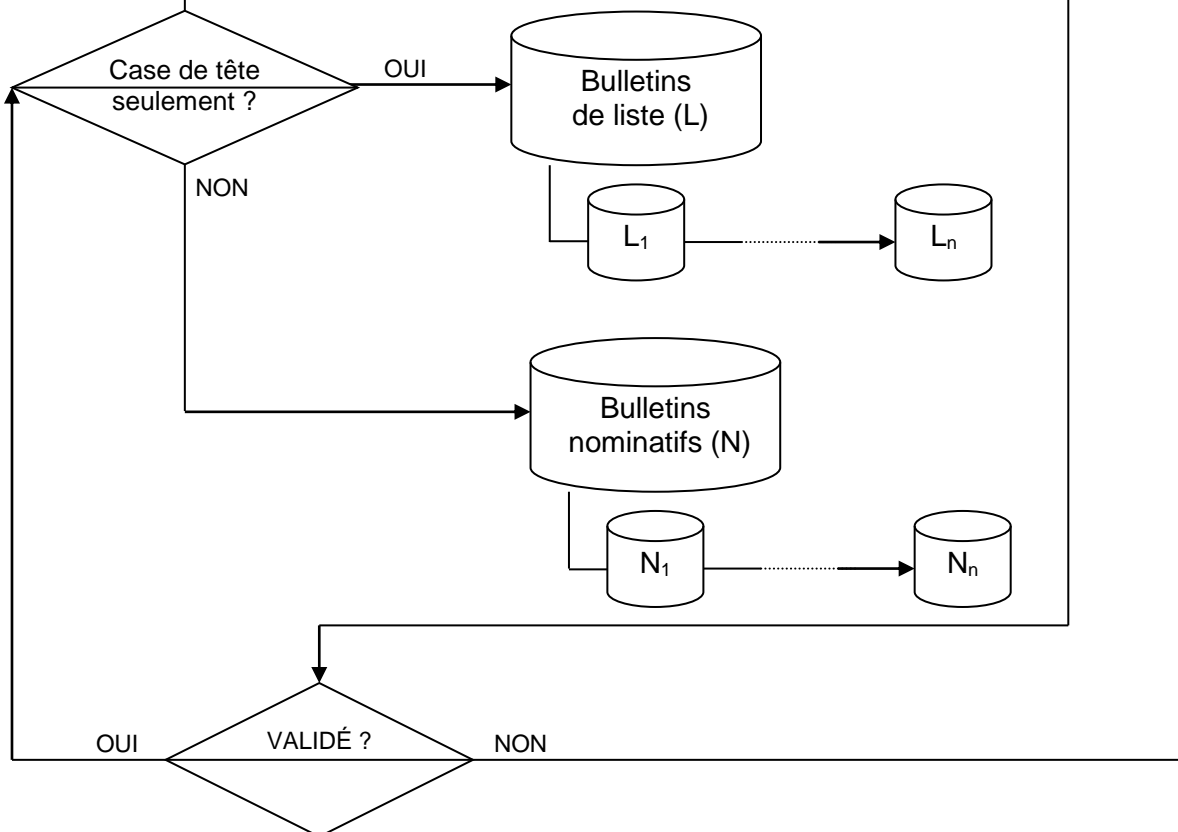 Case de tête
seulement ?
OUI
Bulletins
de liste (L)
NON
L₁
Lₙ
Bulletins
nominatifs (N)
N₁
Nₙ
OUI
VALIDÉ ?
NON